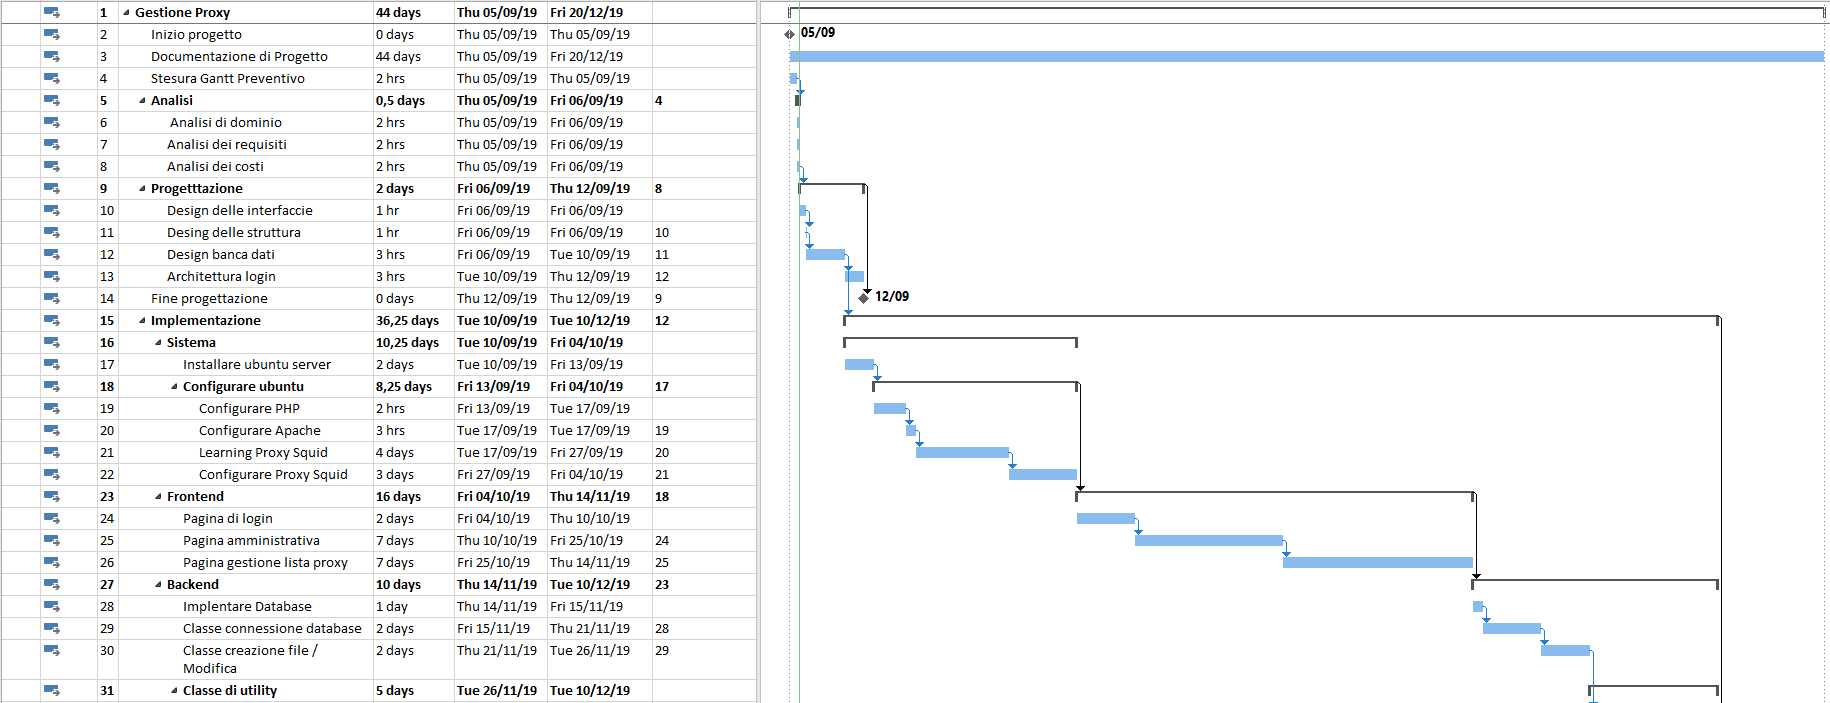 1 Gestione Proxy 44 days Thu 05/09/19 Fri 20/12/19
2 Inizio progetto 0 days Thu 05/09/19 Thu 05/09/19 05/09
3 Documentazione di Progetto 44 days Thu 05/09/19 Fri 20/12/19
4 Stesura Gantt Preventivo 2 hrs Thu 05/09/19 Thu 05/09/19
5 Analisi 0,5 days Thu 05/09/19 Fri 06/09/19 4
6 Analisi di dominio 2 hrs Thu 05/09/19 Fri 06/09/19
7 Analisi dei requisiti 2 hrs Thu 05/09/19 Fri 06/09/19
8 Analisi dei costi 2 hrs Thu 05/09/19 Fri 06/09/19
9 Progetttazione 2 days Fri 06/09/19 Thu 12/09/19 8
10 Design delle interfaccie 1 hr Fri 06/09/19 Fri 06/09/19
11 Desing delle struttura 1 hr Fri 06/09/19 Fri 06/09/19 10
12 Design banca dati 3 hrs Fri 06/09/19 Tue 10/09/19 11
13 Architettura login 3 hrs Tue 10/09/19 Thu 12/09/19 12
14 Fine progettazione 0 days Thu 12/09/19 Thu 12/09/19 9 12/09
15 Implementazione 36,25 days Tue 10/09/19 Tue 10/12/19 12
16 Sistema 10,25 days Tue 10/09/19 Fri 04/10/19
17 Installare ubuntu server 2 days Tue 10/09/19 Fri 13/09/19
18 Configurare ubuntu 8,25 days Fri 13/09/19 Fri 04/10/19 17
19 Configurare PHP 2 hrs Fri 13/09/19 Tue 17/09/19
20 Configurare Apache 3 hrs Tue 17/09/19 Tue 17/09/19 19
21 Learning Proxy Squid 4 days Tue 17/09/19 Fri 27/09/19 20
22 Configurare Proxy Squid 3 days Fri 27/09/19 Fri 04/10/19 21
23 Frontend 16 days Fri 04/10/19 Thu 14/11/19 18
24 Pagina di login 2 days Fri 04/10/19 Thu 10/10/19
25 Pagina amministrativa 7 days Thu 10/10/19 Fri 25/10/19 24
26 Pagina gestione lista proxy 7 days Fri 25/10/19 Thu 14/11/19 25
27 Backend 10 days Thu 14/11/19 Tue 10/12/19 23
28 Implentare Database 1 day Thu 14/11/19 Fri 15/11/19
29 Classe connessione database 2 days Fri 15/11/19 Thu 21/11/19 28
30 Classe creazione file / 2 days Thu 21/11/19 Tue 26/11/19 29
Modifica
31 Classe di utility 5 days Tue 26/11/19 Tue 10/12/19